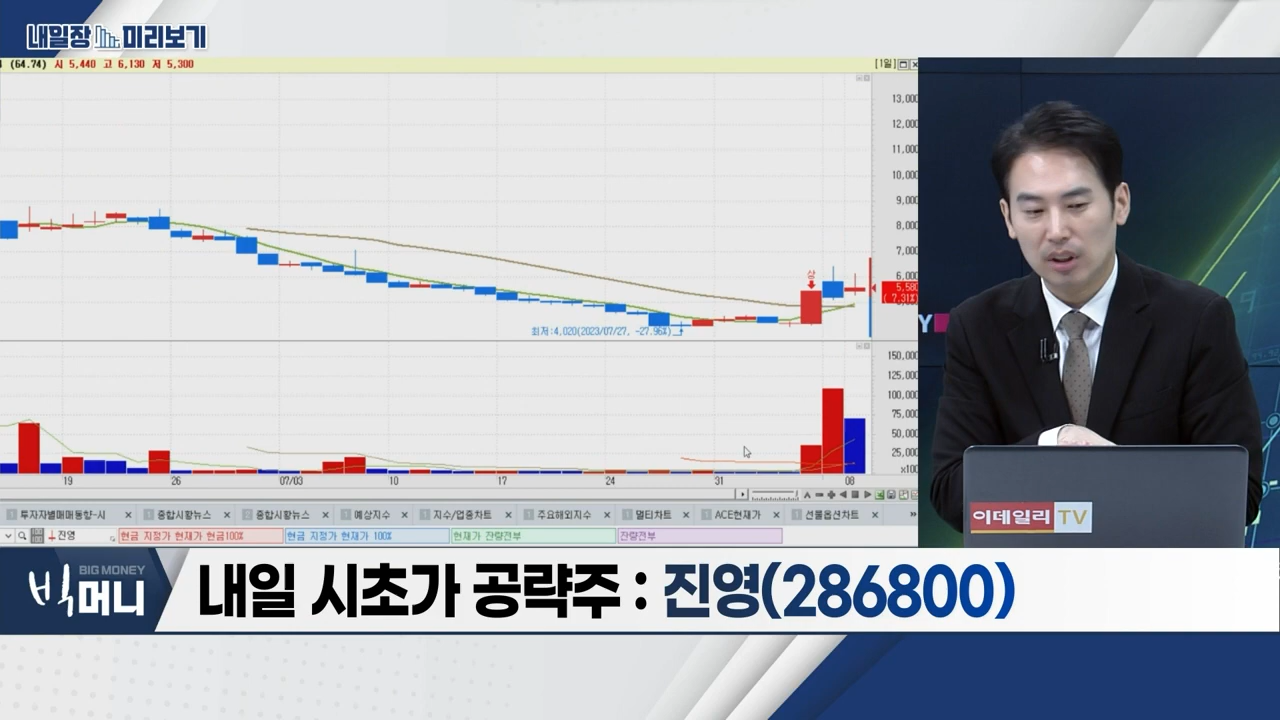 내일장 미리보기
(64.74) 시 5,440 고 6,130 저 5,300
[1일]
13,000
12,000
11,000
10,000
9,000
8,000
7,000
6,000
상
5,580
( 7.31%)
최저:4,020(2023/07/27, -27.96%)
150,000
125,000
100,000
75,000
50,000
25,000
x100
19
26
07/03
10
17
24
31
08
투자자별매매동향-시
종합시황뉴스
종합시황뉴스
예상지수
지수/업종차트
주요해외지수
멀티차트
ACE현재가
선물옵션차트
진영
현금 지정가 현재가 현금100%
현금 지정가 현재가 100%
현재가 잔량전부
잔량전부
Y
이데일리 TV
빅머니
BIG MONEY
내일 시초가 공략주 : 진영(286800)